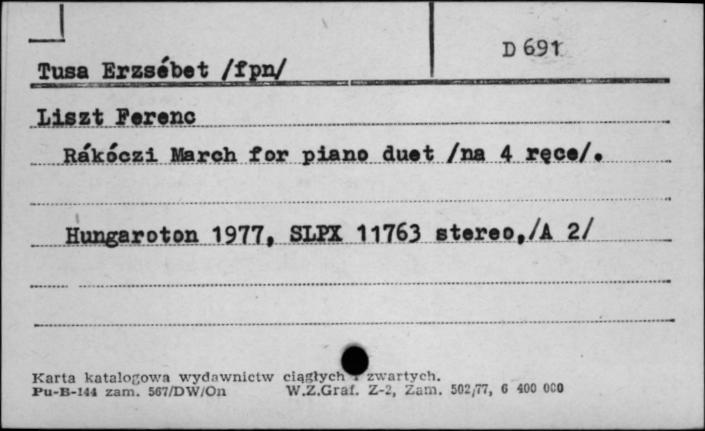 D 691
Tusa Erzsébet /fpn/
Liszt Ferenc
Rákóczi March for piano duet /na 4 ręce/.
Hungaroton 1977, SLPX 11763 stereo,/A 2/
Karta katalogowa wydawnictw ciągłych i zwartych.
Pu-B-144 zam. 567/DW/On W.Z.Graf. Z-2, Zam. 502/77, 6 400 000